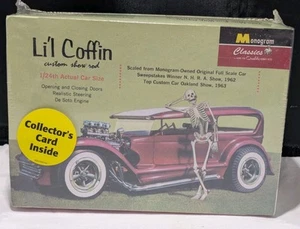 Monogram
Classics
Li'l Coffin
custom show rod
1/24th Actual Car Size
Opening and Closing Doors
Realistic Steering
De Soto Engine
Scaled from Monogram-Owned Original Full Scale Car
Sweepstakes Winner N. H. R. A. Show, 1962
Top Custom Car Oakland Show, 1963
Collector's
Card
Inside